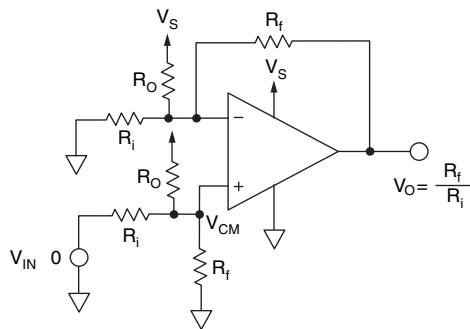 V_S
R_f
R_O
V_S
R_i
−
R_O
+
V_O = R_f / R_i
R_i
V_CM
V_IN 0
R_f